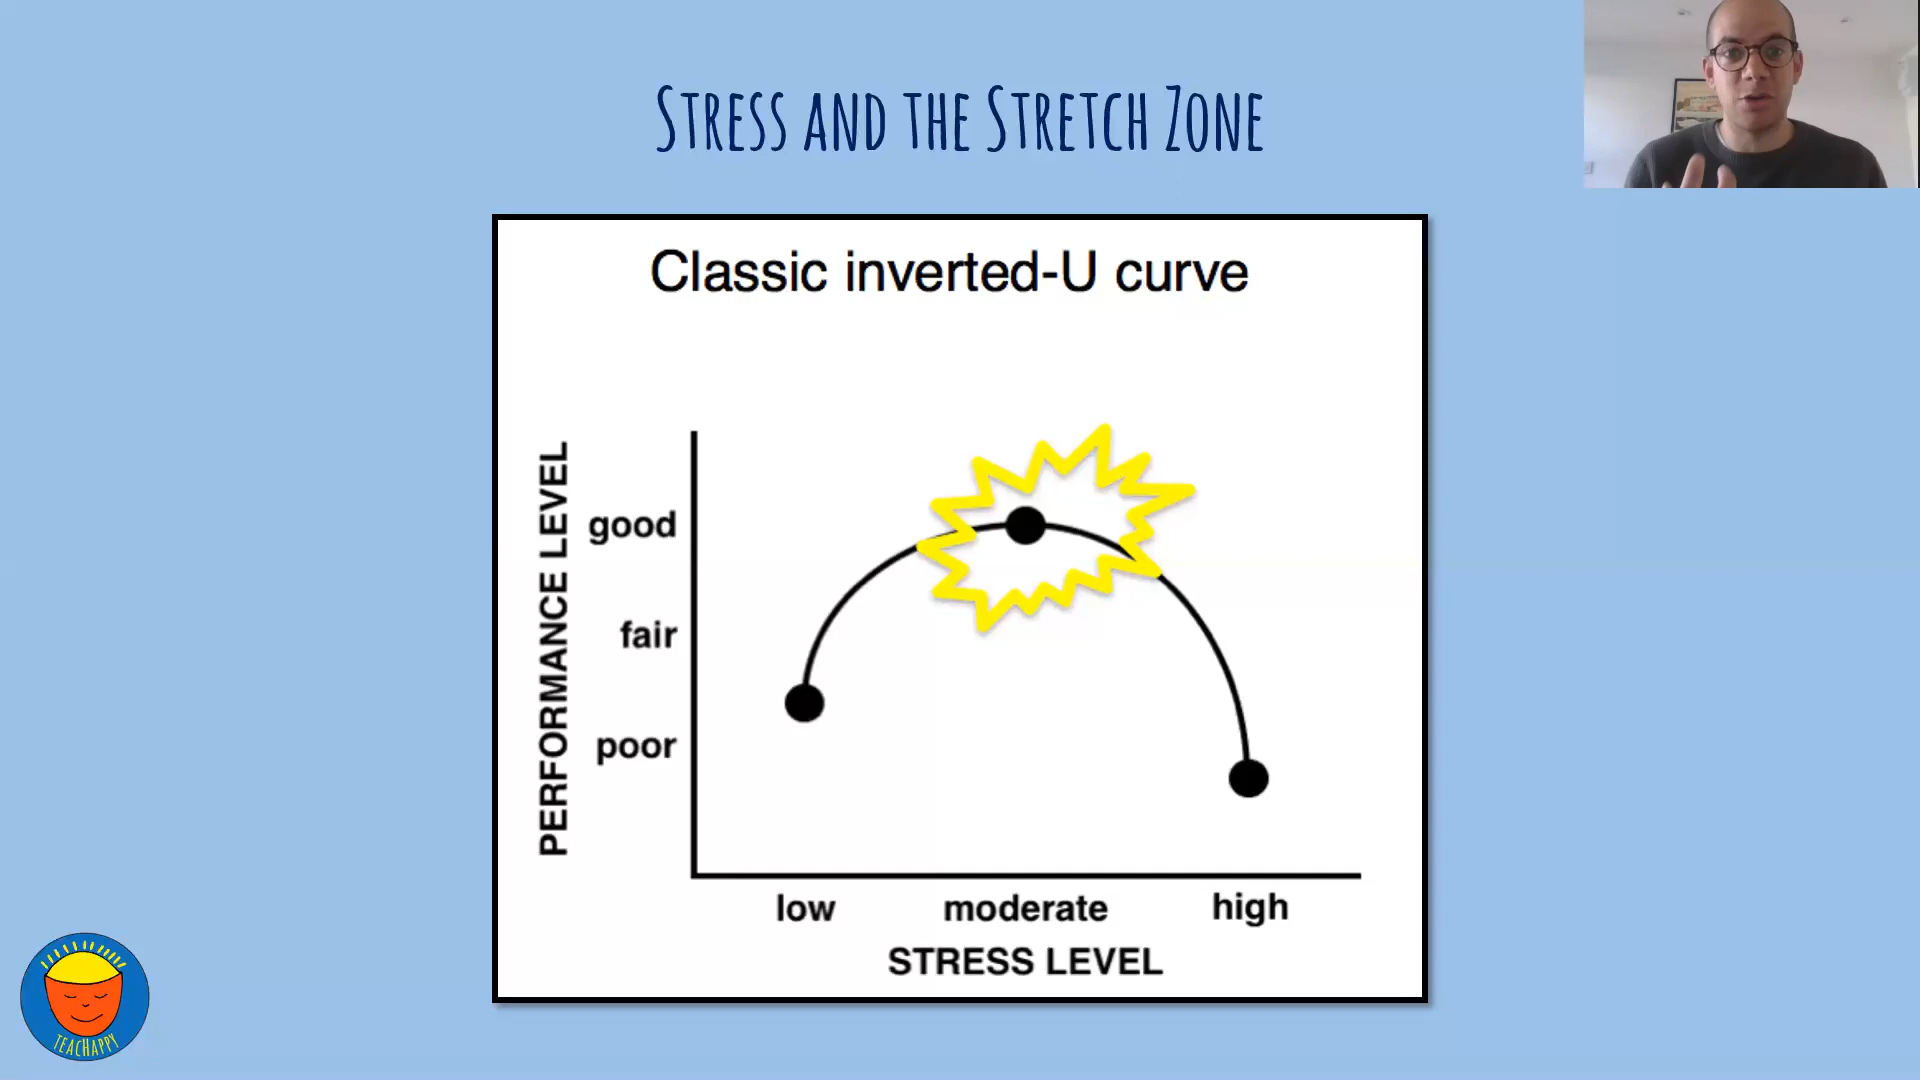 Stress and the Stretch Zone
Classic inverted-U curve
PERFORMANCE LEVEL
good
fair
poor
low moderate high
STRESS LEVEL
TEACHAPPY